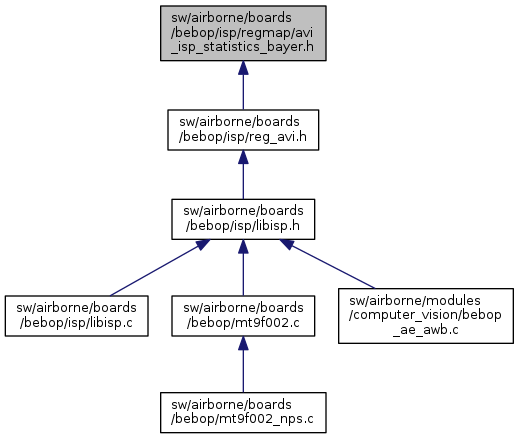 sw/airborne/boards
/bebop/isp/regmap/avi
_isp_statistics_bayer.h
sw/airborne/boards
/bebop/isp/reg_avi.h
sw/airborne/boards
/bebop/isp/libisp.h
sw/airborne/boards
/bebop/isp/libisp.c
sw/airborne/boards
/bebop/mt9f002.c
sw/airborne/modules
/computer_vision/bebop
_ae_awb.c
sw/airborne/boards
/bebop/mt9f002_nps.c